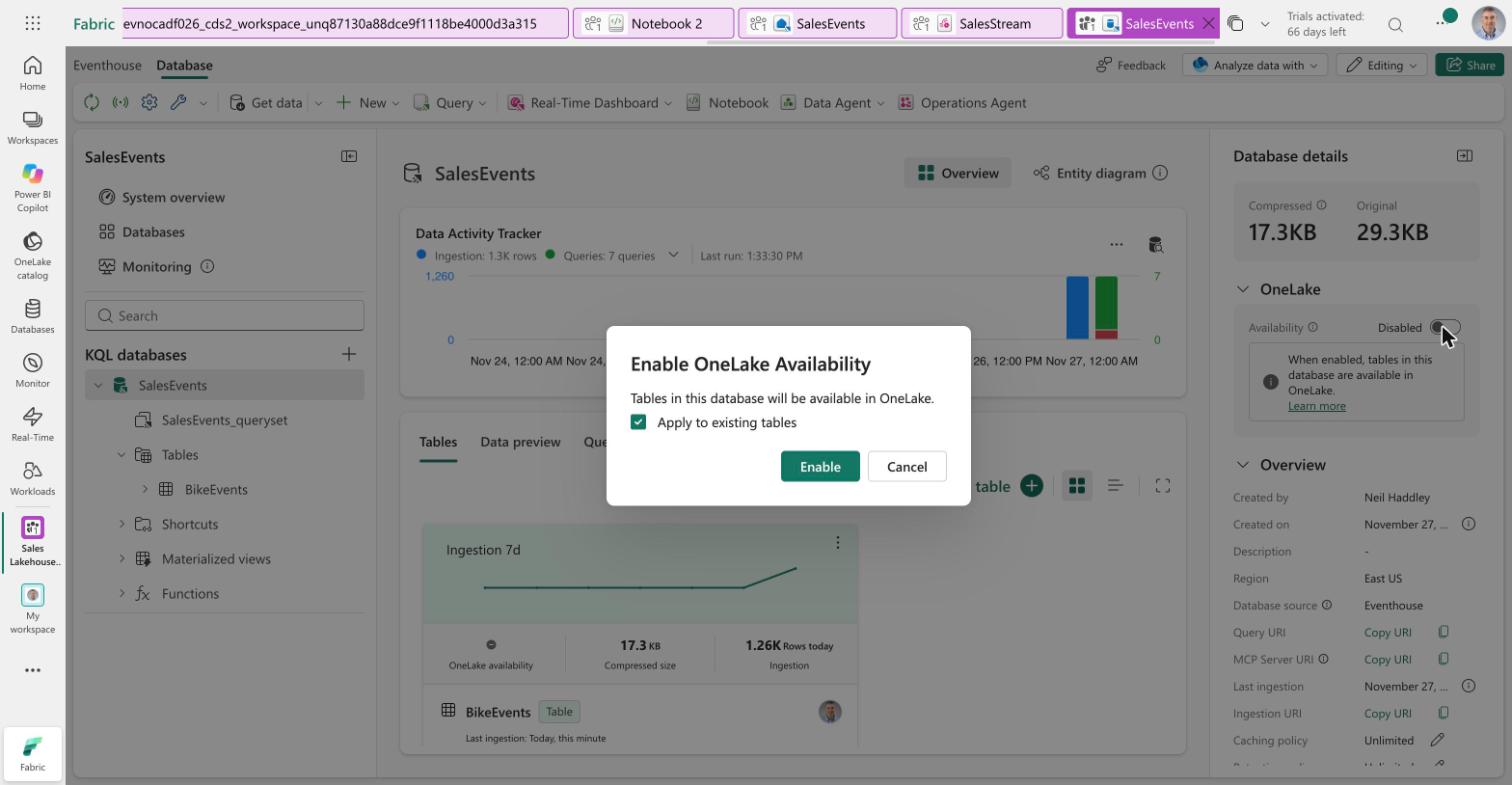 Fabric
evnocadf026_cds2_workspace_unq87130a88dce9f1118be4000d3a315
Notebook 2
SalesEvents
SalesStream
SalesEvents
Trials activated:
66 days left
Home
Workspaces
Power BI
Copilot
OneLake
catalog
Databases
Monitor
Real-Time
Workloads
Sales
Lakehouse..
My
workspace
Fabric
Eventhouse
Database
Feedback
Analyze data with
Editing
Share
Get data
New
Query
Real-Time Dashboard
Notebook
Data Agent
Operations Agent
SalesEvents
System overview
Databases
Monitoring
Search
KQL databases
SalesEvents
SalesEvents_queryset
Tables
BikeEvents
Shortcuts
Materialized views
Functions
SalesEvents
Overview
Entity diagram
Data Activity Tracker
Ingestion: 1.3K rows
Queries: 7 queries
Last run: 1:33:30 PM
1,260
7
0
0
Nov 24, 12:00 AM Nov 24,
26, 12:00 PM Nov 27, 12:00 AM
Enable OneLake Availability
Tables in this database will be available in OneLake.
Apply to existing tables
Enable
Cancel
Tables
Data preview
Que
table
Ingestion 7d
OneLake availability
17.3 KB
Compressed size
1.26K Rows today
Ingestion
BikeEvents
Table
Last ingestion: Today, this minute
Database details
Compressed
Original
17.3KB
29.3KB
OneLake
Availability
Disabled
When enabled, tables in this
database are available in
OneLake.
Learn more
Overview
Created by
Neil Haddley
Created on
November 27, ...
Description
-
Region
East US
Database source
Eventhouse
Query URI
Copy URI
MCP Server URI
Copy URI
Last ingestion
November 27, ...
Ingestion URI
Copy URI
Caching policy
Unlimited